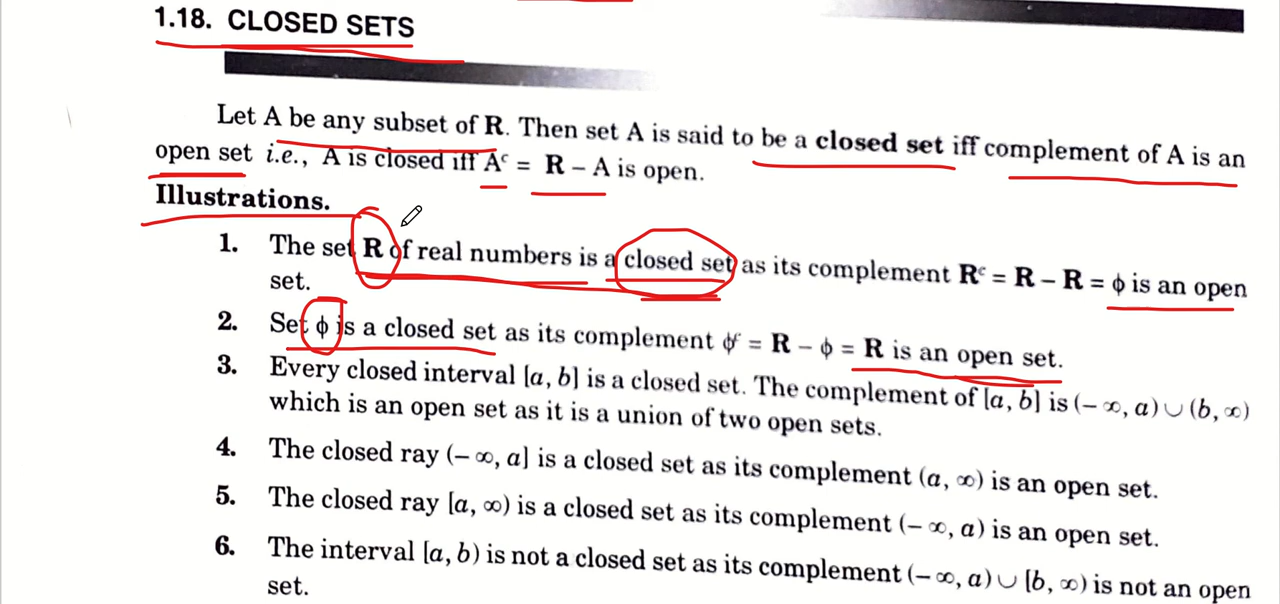 1.18. CLOSED SETS
Let A be any subset of R. Then set A is said to be a closed set iff complement of A is an
open set i.e., A is closed iff Aᶜ = R – A is open.
Illustrations.
1. The set R of real numbers is a closed set as its complement Rᶜ = R – R = ϕ is an open
set.
2. Set ϕ is a closed set as its complement ϕᶜ = R – ϕ = R is an open set.
3. Every closed interval [a, b] is a closed set. The complement of [a, b] is (– ∞, a) ∪ (b, ∞)
which is an open set as it is a union of two open sets.
4. The closed ray (– ∞, a] is a closed set as its complement (a, ∞) is an open set.
5. The closed ray [a, ∞) is a closed set as its complement (– ∞, a) is an open set.
6. The interval [a, b) is not a closed set as its complement (– ∞, a) ∪ [b, ∞) is not an open
set.